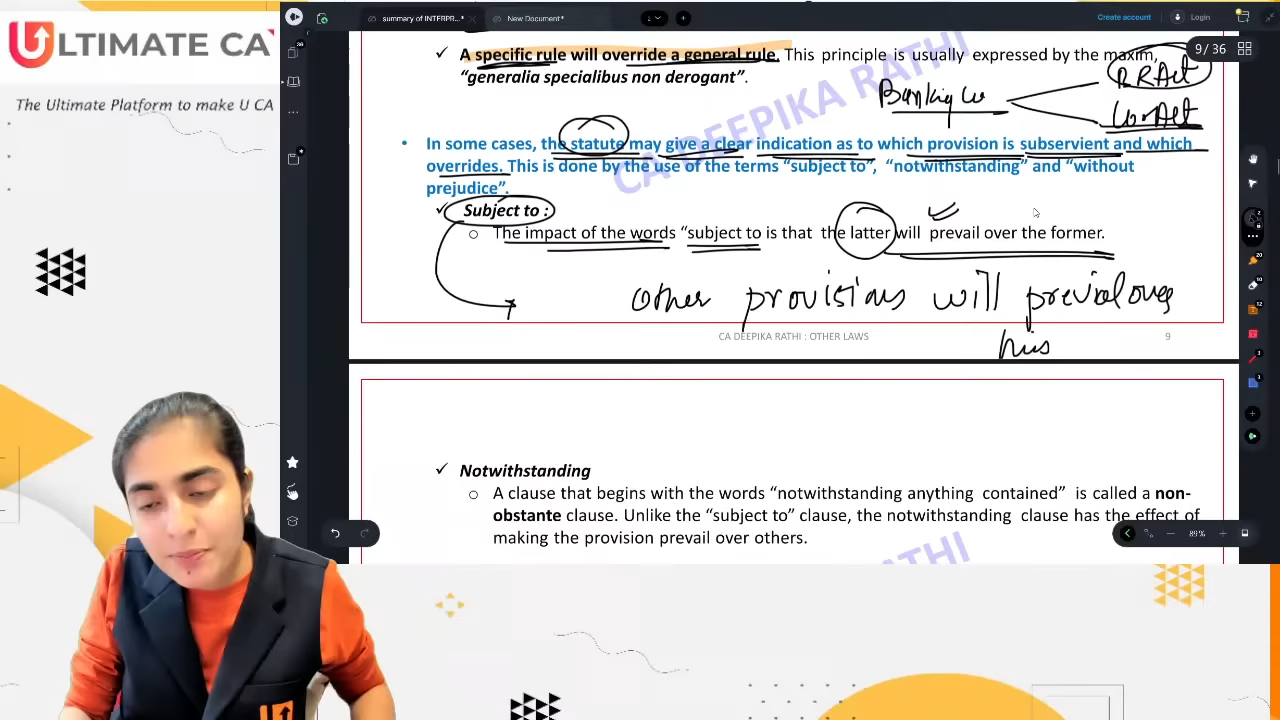 ULTIMATE CA
The Ultimate Platform to make U CA
summary of INTERPR...*
New Document*
Create account
Login
9/36
✓ A specific rule will override a general rule. This principle is usually expressed by the maxim,
"generalia specialibus non derogant".
Banking Co
B.R.Act
Co. Act
• In some cases, the statute may give a clear indication as to which provision is subservient and which
overrides. This is done by the use of the terms "subject to", "notwithstanding" and "without
prejudice".
✓ Subject to :
o The impact of the words "subject to is that the latter will prevail over the former.
other provisions will
CA DEEPIKA RATHI : OTHER LAWS
9
✓ Notwithstanding
o A clause that begins with the words "notwithstanding anything contained" is called a non-
obstante clause. Unlike the "subject to" clause, the notwithstanding clause has the effect of
making the provision prevail over others.
89%
CA DEEPIKA RATHI
RATHI